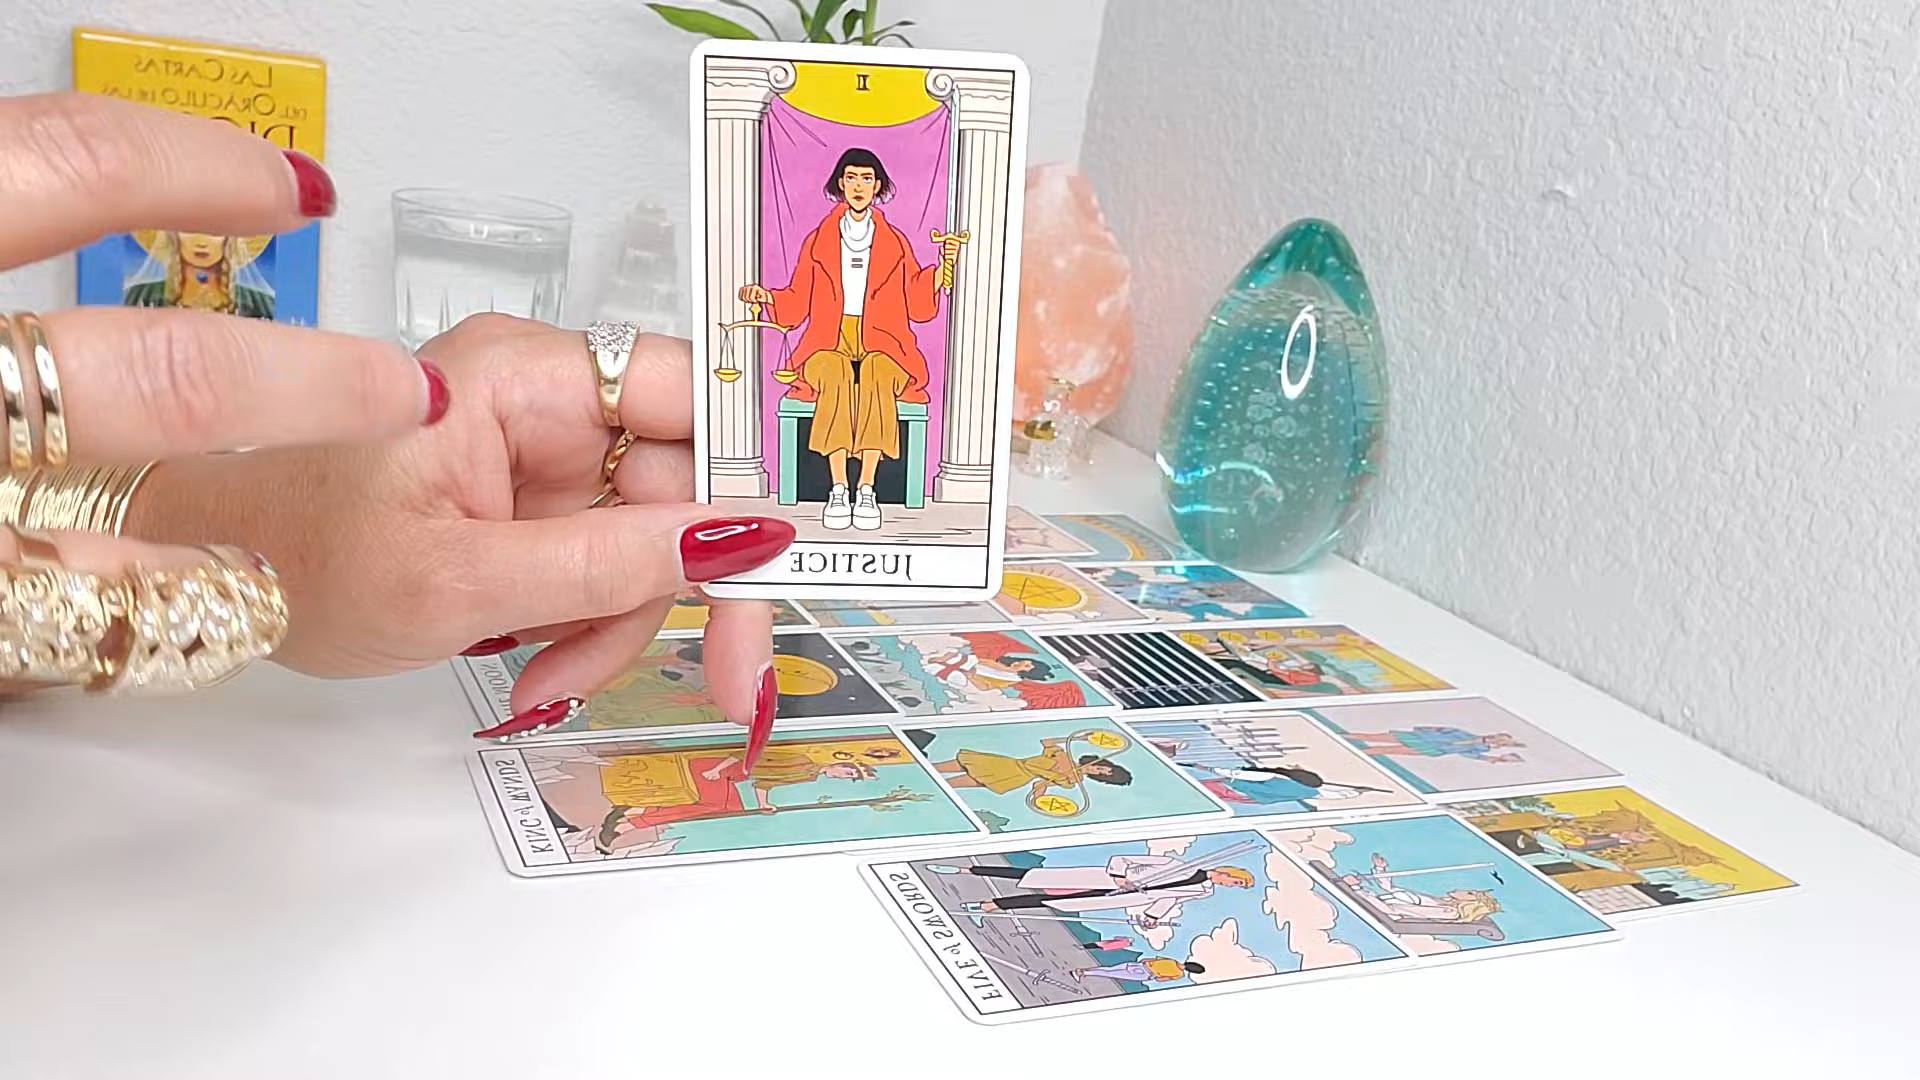 LAS CARTAS
DEL ORÁCULO DE LAS
II
JUSTICE
KING of WANDS
FIVE of SWORDS